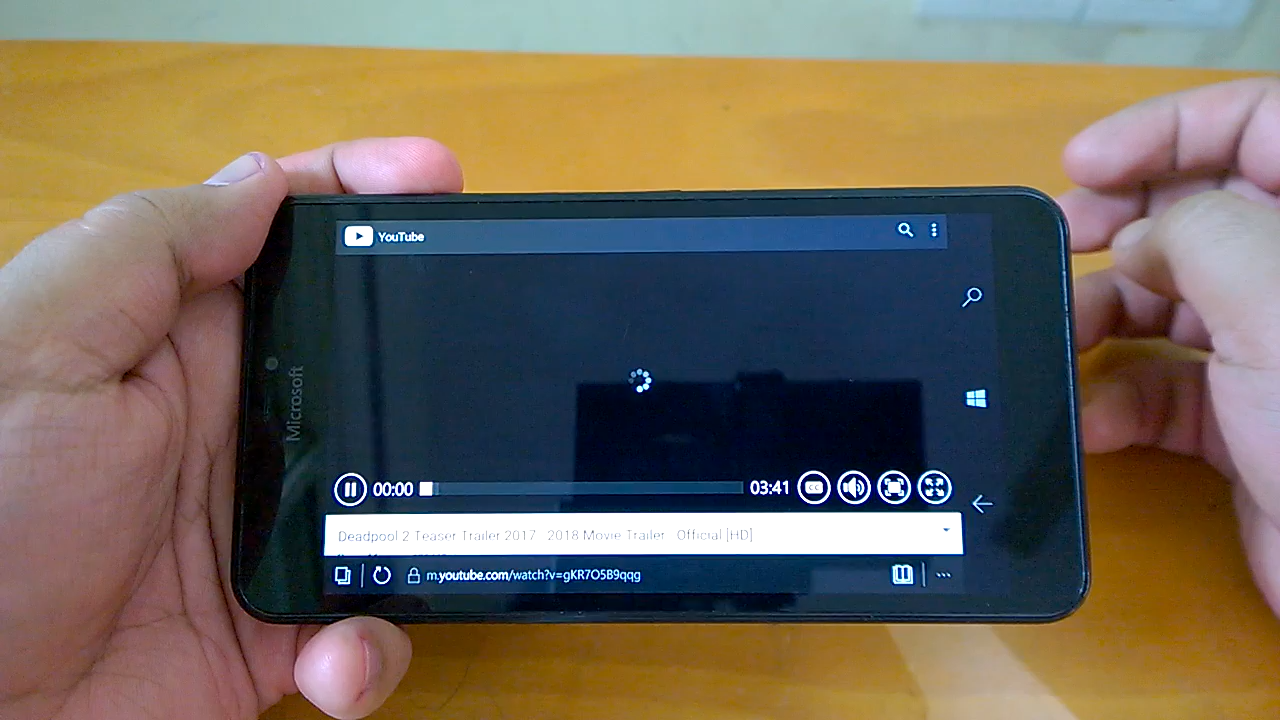 YouTube
Microsoft
00:00
03:41
CC
Deadpool 2 Teaser Trailer 2017 - 2018 Movie Trailer - Official [HD]
m.youtube.com/watch?v=gKR7O5B9qqg